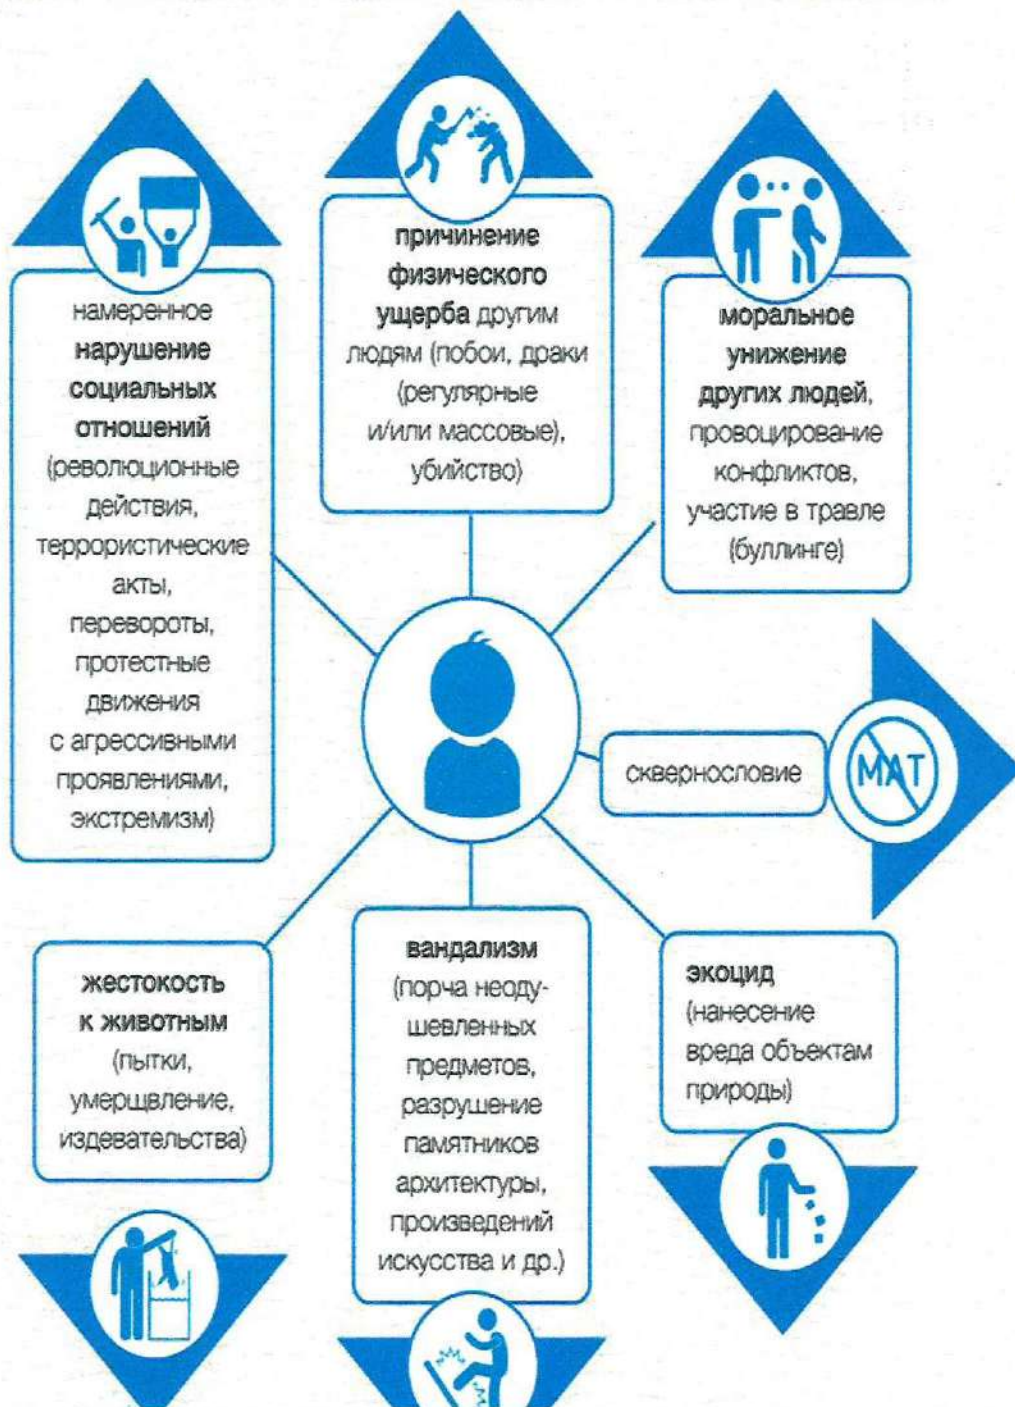 намеренное
нарушение
социальных
отношений
(революционные
действия,
террористические
акты,
перевороты,
протестные
движения
с агрессивными
проявлениями,
экстремизм)
причинение
физического
ущерба другим
людям (побои, драки
(регулярные
и/или массовые),
убийство)
моральное
унижение
других людей,
провоцирование
конфликтов,
участие в травле
(буллинге)
сквернословие
МАТ
жестокость
к животным
(пытки,
умерщвление,
издевательства)
вандализм
(порча неоду-
шевленных
предметов,
разрушение
памятников
архитектуры,
произведений
искусства и др.)
экоцид
(нанесение
вреда объектам
природы)